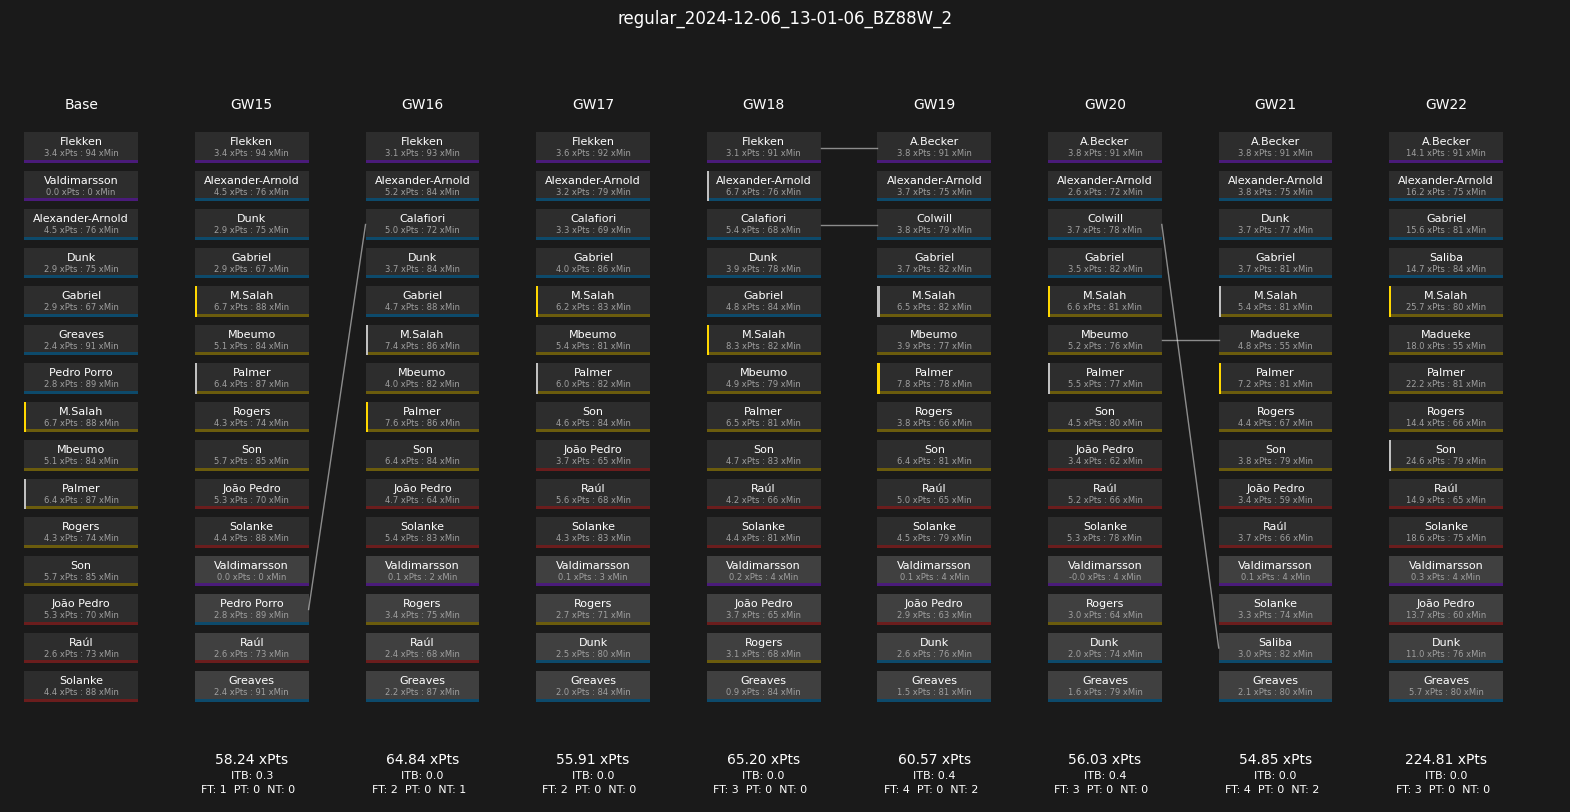 regular_2024-12-06_13-01-06_BZ88W_2
Base
Flekken
3.4 xPts : 94 xMin
Valdimarsson
0.0 xPts : 0 xMin
Alexander-Arnold
4.5 xPts : 76 xMin
Dunk
2.9 xPts : 75 xMin
Gabriel
2.9 xPts : 67 xMin
Greaves
2.4 xPts : 91 xMin
Pedro Porro
2.8 xPts : 89 xMin
M.Salah
6.7 xPts : 88 xMin
Mbeumo
5.1 xPts : 84 xMin
Palmer
6.4 xPts : 87 xMin
Rogers
4.3 xPts : 74 xMin
Son
5.7 xPts : 85 xMin
João Pedro
5.3 xPts : 70 xMin
Raúl
2.6 xPts : 73 xMin
Solanke
4.4 xPts : 88 xMin
GW15
Flekken
3.4 xPts : 94 xMin
Alexander-Arnold
4.5 xPts : 76 xMin
Dunk
2.9 xPts : 75 xMin
Gabriel
2.9 xPts : 67 xMin
M.Salah
6.7 xPts : 88 xMin
Mbeumo
5.1 xPts : 84 xMin
Palmer
6.4 xPts : 87 xMin
Rogers
4.3 xPts : 74 xMin
Son
5.7 xPts : 85 xMin
João Pedro
5.3 xPts : 70 xMin
Solanke
4.4 xPts : 88 xMin
Valdimarsson
0.0 xPts : 0 xMin
Pedro Porro
2.8 xPts : 89 xMin
Raúl
2.6 xPts : 73 xMin
Greaves
2.4 xPts : 91 xMin
58.24 xPts
ITB: 0.3
FT: 1 PT: 0 NT: 0
GW16
Flekken
3.1 xPts : 93 xMin
Alexander-Arnold
5.2 xPts : 84 xMin
Calafiori
5.0 xPts : 72 xMin
Dunk
3.7 xPts : 84 xMin
Gabriel
4.7 xPts : 88 xMin
M.Salah
7.4 xPts : 86 xMin
Mbeumo
4.0 xPts : 82 xMin
Palmer
7.6 xPts : 86 xMin
Son
6.4 xPts : 84 xMin
João Pedro
4.7 xPts : 64 xMin
Solanke
5.4 xPts : 83 xMin
Valdimarsson
0.1 xPts : 2 xMin
Rogers
3.4 xPts : 75 xMin
Raúl
2.4 xPts : 68 xMin
Greaves
2.2 xPts : 87 xMin
64.84 xPts
ITB: 0.0
FT: 2 PT: 0 NT: 1
GW17
Flekken
3.6 xPts : 92 xMin
Alexander-Arnold
3.2 xPts : 79 xMin
Calafiori
3.3 xPts : 69 xMin
Gabriel
4.0 xPts : 86 xMin
M.Salah
6.2 xPts : 83 xMin
Mbeumo
5.4 xPts : 81 xMin
Palmer
6.0 xPts : 82 xMin
Son
4.6 xPts : 84 xMin
João Pedro
3.7 xPts : 65 xMin
Raúl
5.6 xPts : 68 xMin
Solanke
4.3 xPts : 83 xMin
Valdimarsson
0.1 xPts : 3 xMin
Rogers
2.7 xPts : 71 xMin
Dunk
2.5 xPts : 80 xMin
Greaves
2.0 xPts : 84 xMin
55.91 xPts
ITB: 0.0
FT: 2 PT: 0 NT: 0
GW18
Flekken
3.1 xPts : 91 xMin
Alexander-Arnold
6.7 xPts : 76 xMin
Calafiori
5.4 xPts : 68 xMin
Dunk
3.9 xPts : 78 xMin
Gabriel
4.8 xPts : 84 xMin
M.Salah
8.3 xPts : 82 xMin
Mbeumo
4.9 xPts : 79 xMin
Palmer
6.5 xPts : 81 xMin
Son
4.7 xPts : 83 xMin
Raúl
4.2 xPts : 66 xMin
Solanke
4.4 xPts : 81 xMin
Valdimarsson
0.2 xPts : 4 xMin
João Pedro
3.7 xPts : 65 xMin
Rogers
3.1 xPts : 68 xMin
Greaves
0.9 xPts : 84 xMin
65.20 xPts
ITB: 0.0
FT: 3 PT: 0 NT: 0
GW19
A.Becker
3.8 xPts : 91 xMin
Alexander-Arnold
3.7 xPts : 75 xMin
Colwill
3.8 xPts : 79 xMin
Gabriel
3.7 xPts : 82 xMin
M.Salah
6.5 xPts : 82 xMin
Mbeumo
3.9 xPts : 77 xMin
Palmer
7.8 xPts : 78 xMin
Rogers
3.8 xPts : 66 xMin
Son
6.4 xPts : 81 xMin
Raúl
5.0 xPts : 65 xMin
Solanke
4.5 xPts : 79 xMin
Valdimarsson
0.1 xPts : 4 xMin
João Pedro
2.9 xPts : 63 xMin
Dunk
2.6 xPts : 76 xMin
Greaves
1.5 xPts : 81 xMin
60.57 xPts
ITB: 0.4
FT: 4 PT: 0 NT: 2
GW20
A.Becker
3.8 xPts : 91 xMin
Alexander-Arnold
2.6 xPts : 72 xMin
Colwill
3.7 xPts : 78 xMin
Gabriel
3.5 xPts : 82 xMin
M.Salah
6.6 xPts : 81 xMin
Mbeumo
5.2 xPts : 76 xMin
Palmer
5.5 xPts : 77 xMin
Son
4.5 xPts : 80 xMin
João Pedro
3.4 xPts : 62 xMin
Raúl
5.2 xPts : 66 xMin
Solanke
5.3 xPts : 78 xMin
Valdimarsson
-0.0 xPts : 4 xMin
Rogers
3.0 xPts : 64 xMin
Dunk
2.0 xPts : 74 xMin
Greaves
1.6 xPts : 79 xMin
56.03 xPts
ITB: 0.4
FT: 3 PT: 0 NT: 0
GW21
A.Becker
3.8 xPts : 91 xMin
Alexander-Arnold
3.8 xPts : 75 xMin
Dunk
3.7 xPts : 77 xMin
Gabriel
3.7 xPts : 81 xMin
M.Salah
5.4 xPts : 81 xMin
Madueke
4.8 xPts : 55 xMin
Palmer
7.2 xPts : 81 xMin
Rogers
4.4 xPts : 67 xMin
Son
3.8 xPts : 79 xMin
João Pedro
3.4 xPts : 59 xMin
Raúl
3.7 xPts : 66 xMin
Valdimarsson
0.1 xPts : 4 xMin
Solanke
3.3 xPts : 74 xMin
Saliba
3.0 xPts : 82 xMin
Greaves
2.1 xPts : 80 xMin
54.85 xPts
ITB: 0.0
FT: 4 PT: 0 NT: 2
GW22
A.Becker
14.1 xPts : 91 xMin
Alexander-Arnold
16.2 xPts : 75 xMin
Gabriel
15.6 xPts : 81 xMin
Saliba
14.7 xPts : 84 xMin
M.Salah
25.7 xPts : 80 xMin
Madueke
18.0 xPts : 55 xMin
Palmer
22.2 xPts : 81 xMin
Rogers
14.4 xPts : 66 xMin
Son
24.6 xPts : 79 xMin
Raúl
14.9 xPts : 65 xMin
Solanke
18.6 xPts : 75 xMin
Valdimarsson
0.3 xPts : 4 xMin
João Pedro
13.7 xPts : 60 xMin
Dunk
11.0 xPts : 76 xMin
Greaves
5.7 xPts : 80 xMin
224.81 xPts
ITB: 0.0
FT: 3 PT: 0 NT: 0